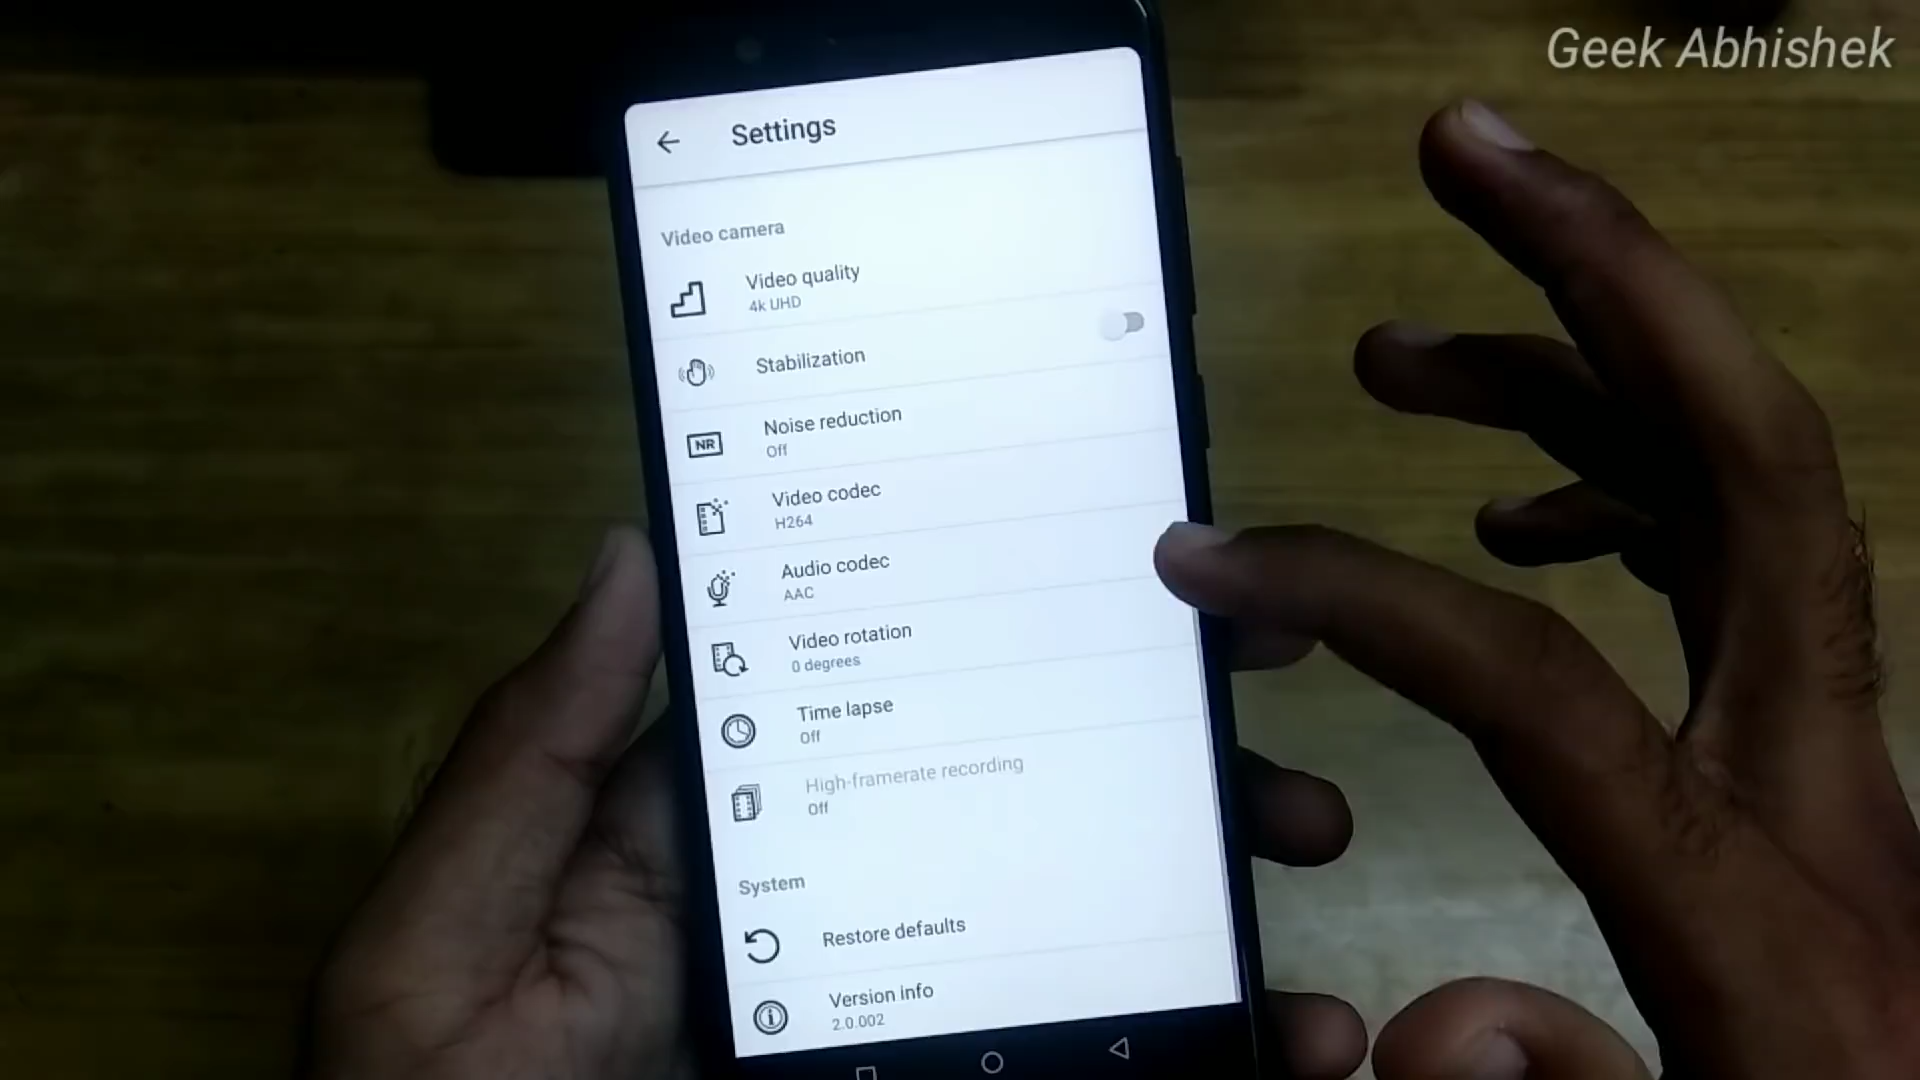 Geek Abhishek
Settings
Video camera
Video quality
4k UHD
Stabilization
NR
Noise reduction
Off
Video codec
H264
Audio codec
AAC
Video rotation
0 degrees
Time lapse
Off
High-framerate recording
Off
System
Restore defaults
Version info
2.0.002